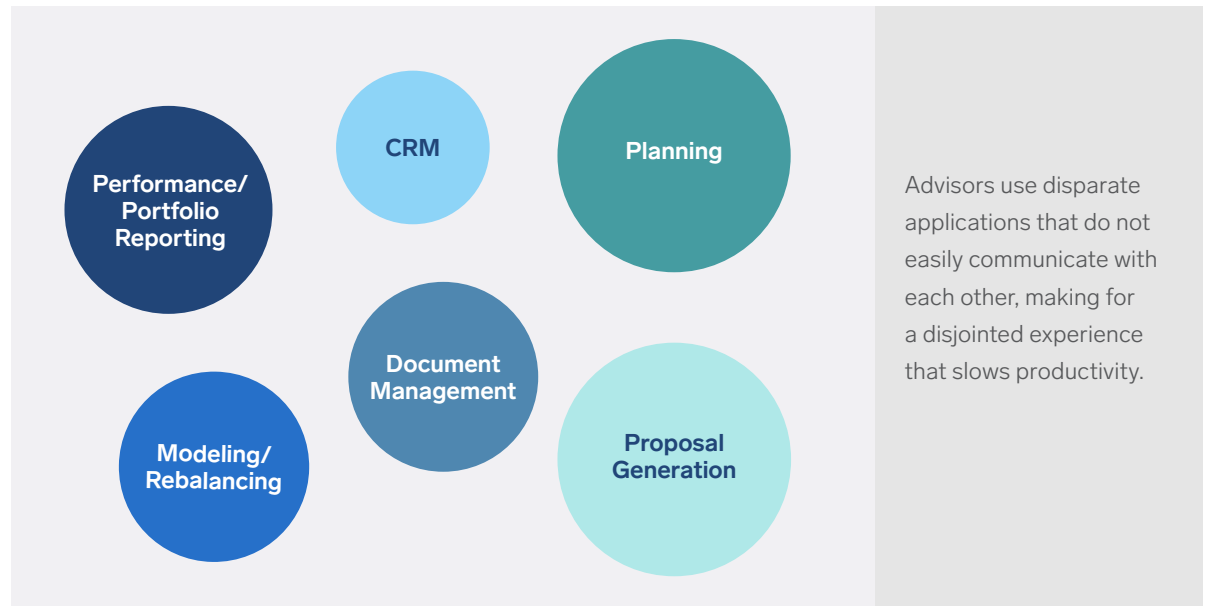 Performance/
Portfolio
Reporting
CRM
Planning
Document
Management
Modeling/
Rebalancing
Proposal
Generation
Advisors use disparate
applications that do not
easily communicate with
each other, making for
a disjointed experience
that slows productivity.